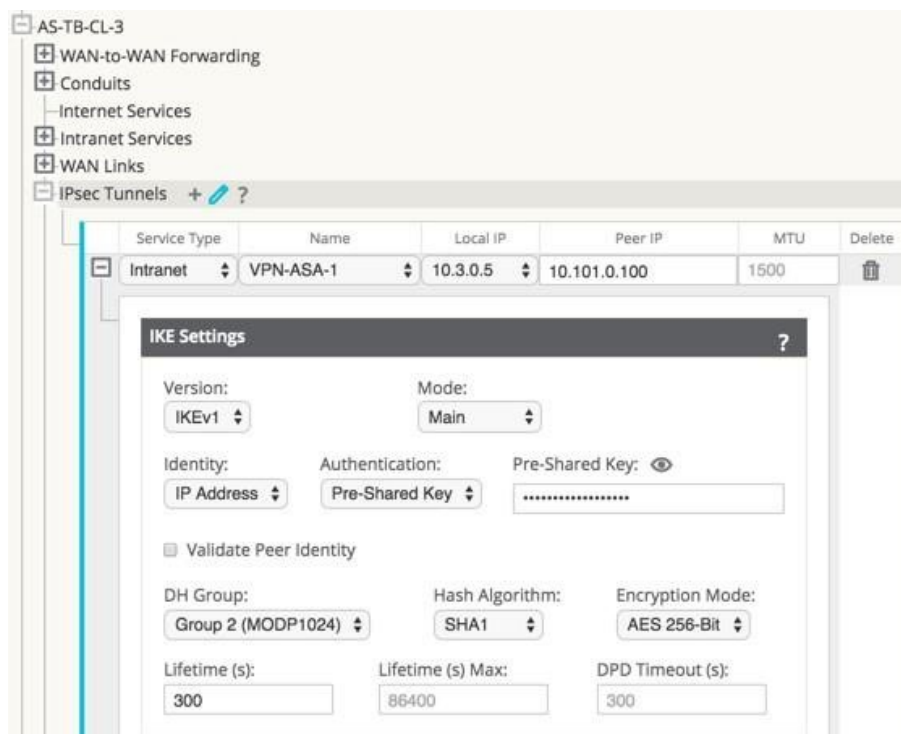 AS-TB-CL-3
WAN-to-WAN Forwarding
Conduits
Internet Services
Intranet Services
WAN Links
IPsec Tunnels + ?
Service Type Name Local IP Peer IP MTU Delete
Intranet VPN-ASA-1 10.3.0.5 10.101.0.100 1500
IKE Settings ?
Version: Mode:
IKEv1 Main
Identity: Authentication: Pre-Shared Key:
IP Address Pre-Shared Key ••••••••••••••••••
Validate Peer Identity
DH Group: Hash Algorithm: Encryption Mode:
Group 2 (MODP1024) SHA1 AES 256-Bit
Lifetime (s): Lifetime (s) Max: DPD Timeout (s):
300 86400 300